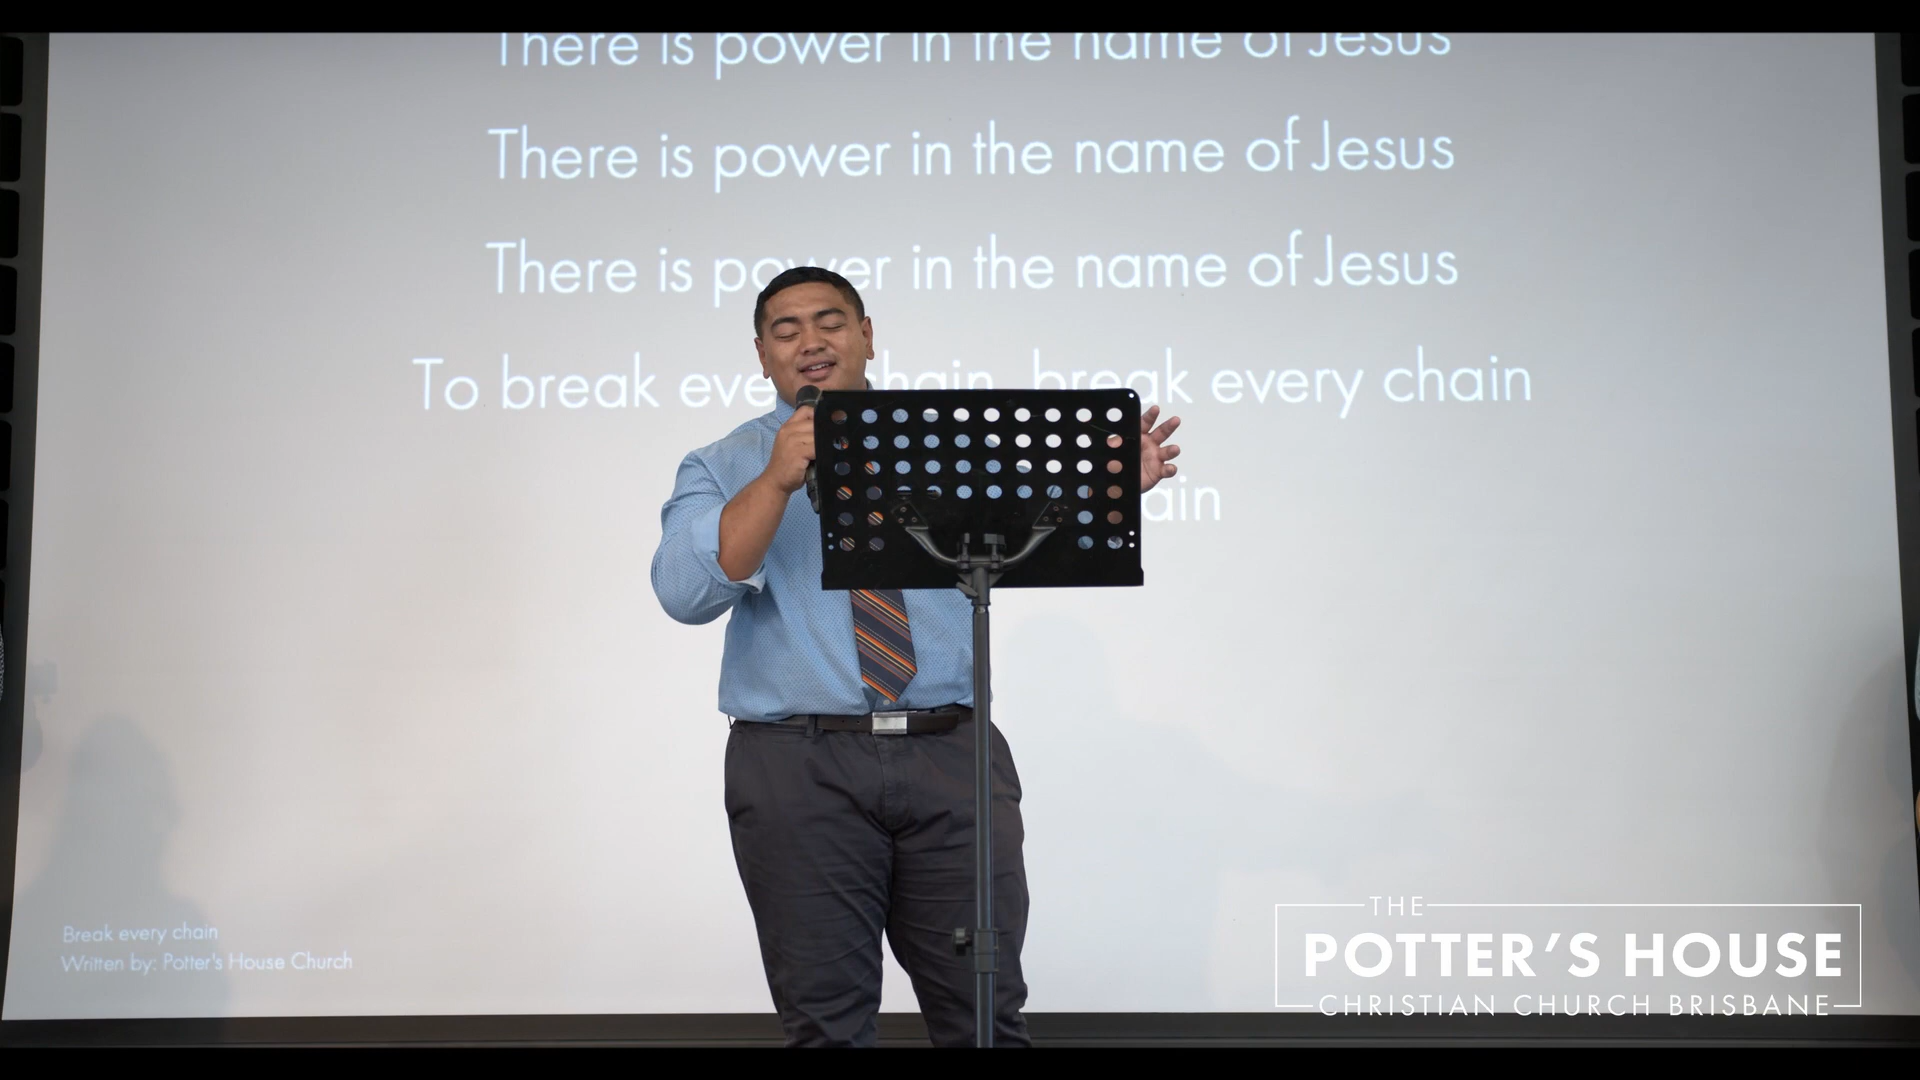 There is power in the name of Jesus
There is power in the name of Jesus
There is power in the name of Jesus
To break chain, break every chain
Break every chain
Written by: Potter's House Church
THE
POTTER'S HOUSE
CHRISTIAN CHURCH BRISBANE